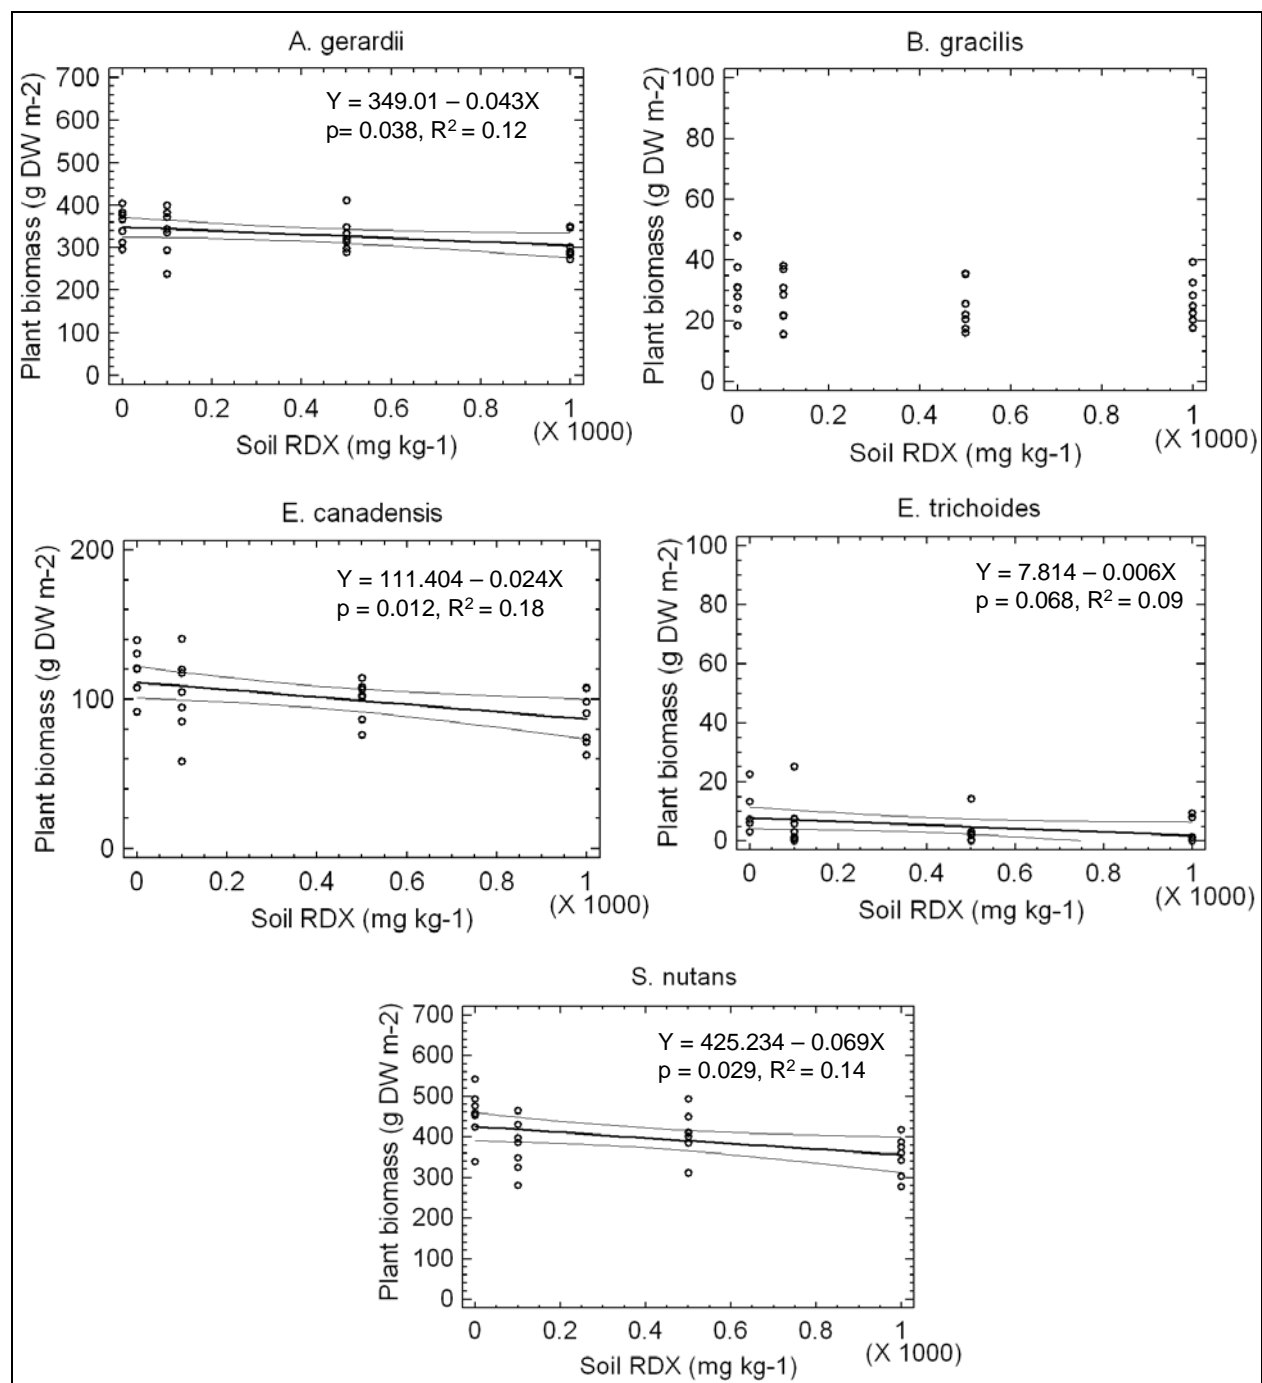 A. gerardii
Plant biomass (g DW m-2)
700
600
500
400
300
200
100
0
Y = 349.01 – 0.043X
p= 0.038, R² = 0.12
0 0.2 0.4 0.6 0.8 1
(X 1000)
Soil RDX (mg kg-1)
B. gracilis
Plant biomass (g DW m-2)
100
80
60
40
20
0
0 0.2 0.4 0.6 0.8 1
(X 1000)
Soil RDX (mg kg-1)
E. canadensis
Plant biomass (g DW m-2)
200
100
0
Y = 111.404 – 0.024X
p = 0.012, R² = 0.18
0 0.2 0.4 0.6 0.8 1
(X 1000)
Soil RDX (mg kg-1)
E. trichoides
Plant biomass (g DW m-2)
100
80
60
40
20
0
Y = 7.814 – 0.006X
p = 0.068, R² = 0.09
0 0.2 0.4 0.6 0.8 1
(X 1000)
Soil RDX (mg kg-1)
S. nutans
Plant biomass (g DW m-2)
700
600
500
400
300
200
100
0
Y = 425.234 – 0.069X
p = 0.029, R² = 0.14
0 0.2 0.4 0.6 0.8 1
(X 1000)
Soil RDX (mg kg-1)